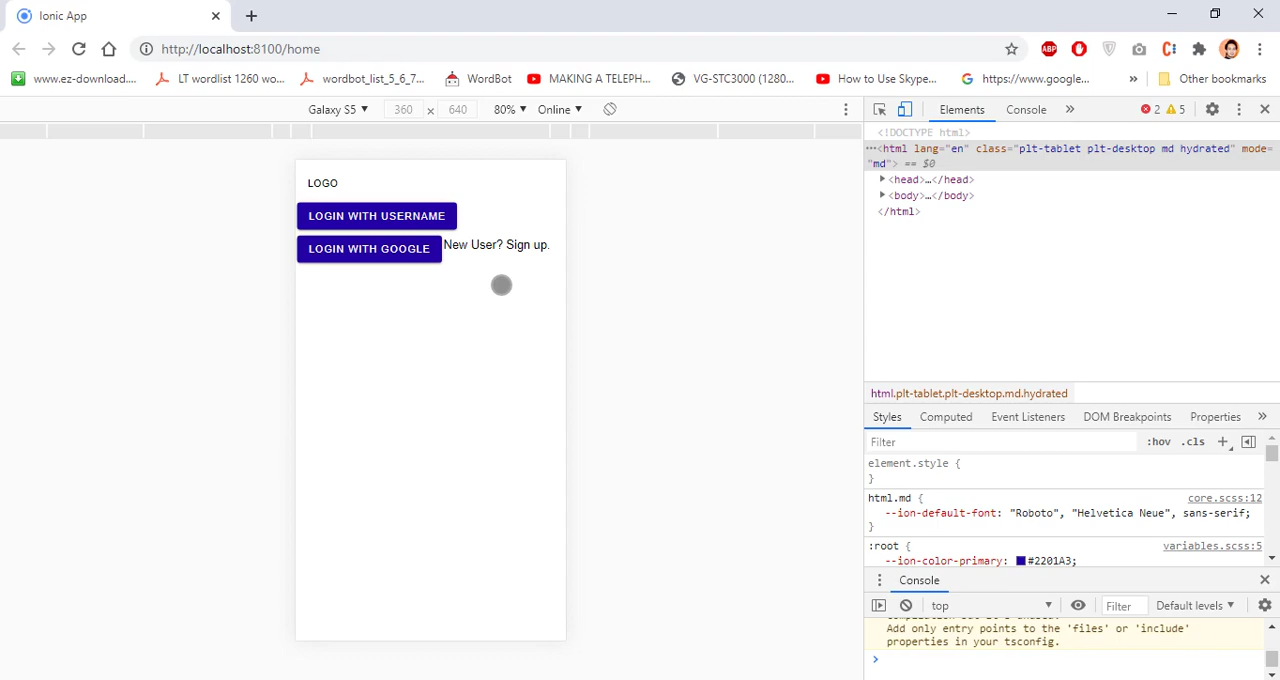 Ionic App
http://localhost:8100/home
ABP
www.ez-download....
LT wordlist 1260 wo...
wordbot_list_5_6_7...
WordBot
MAKING A TELEPH...
VG-STC3000 (1280...
How to Use Skype...
https://www.google...
»
Other bookmarks
Galaxy S5 ▼ 360 × 640 80% ▼ Online ▼
Elements Console » 2 5
LOGO
LOGIN WITH USERNAME
LOGIN WITH GOOGLE New User? Sign up.
<!DOCTYPE html>
···<html lang="en" class="plt-tablet plt-desktop md hydrated" mode=
"md"> == $0
▶<head>…</head>
▶<body>…</body>
</html>
html.plt-tablet.plt-desktop.md.hydrated
Styles Computed Event Listeners DOM Breakpoints Properties »
Filter :hov .cls +
element.style {
}
html.md { core.scss:12
--ion-default-font: "Roboto", "Helvetica Neue", sans-serif;
}
:root { variables.scss:5
--ion-color-primary: #2201A3;
Console
top ▼ Filter Default levels ▼
Add only entry points to the 'files' or 'include'
properties in your tsconfig.